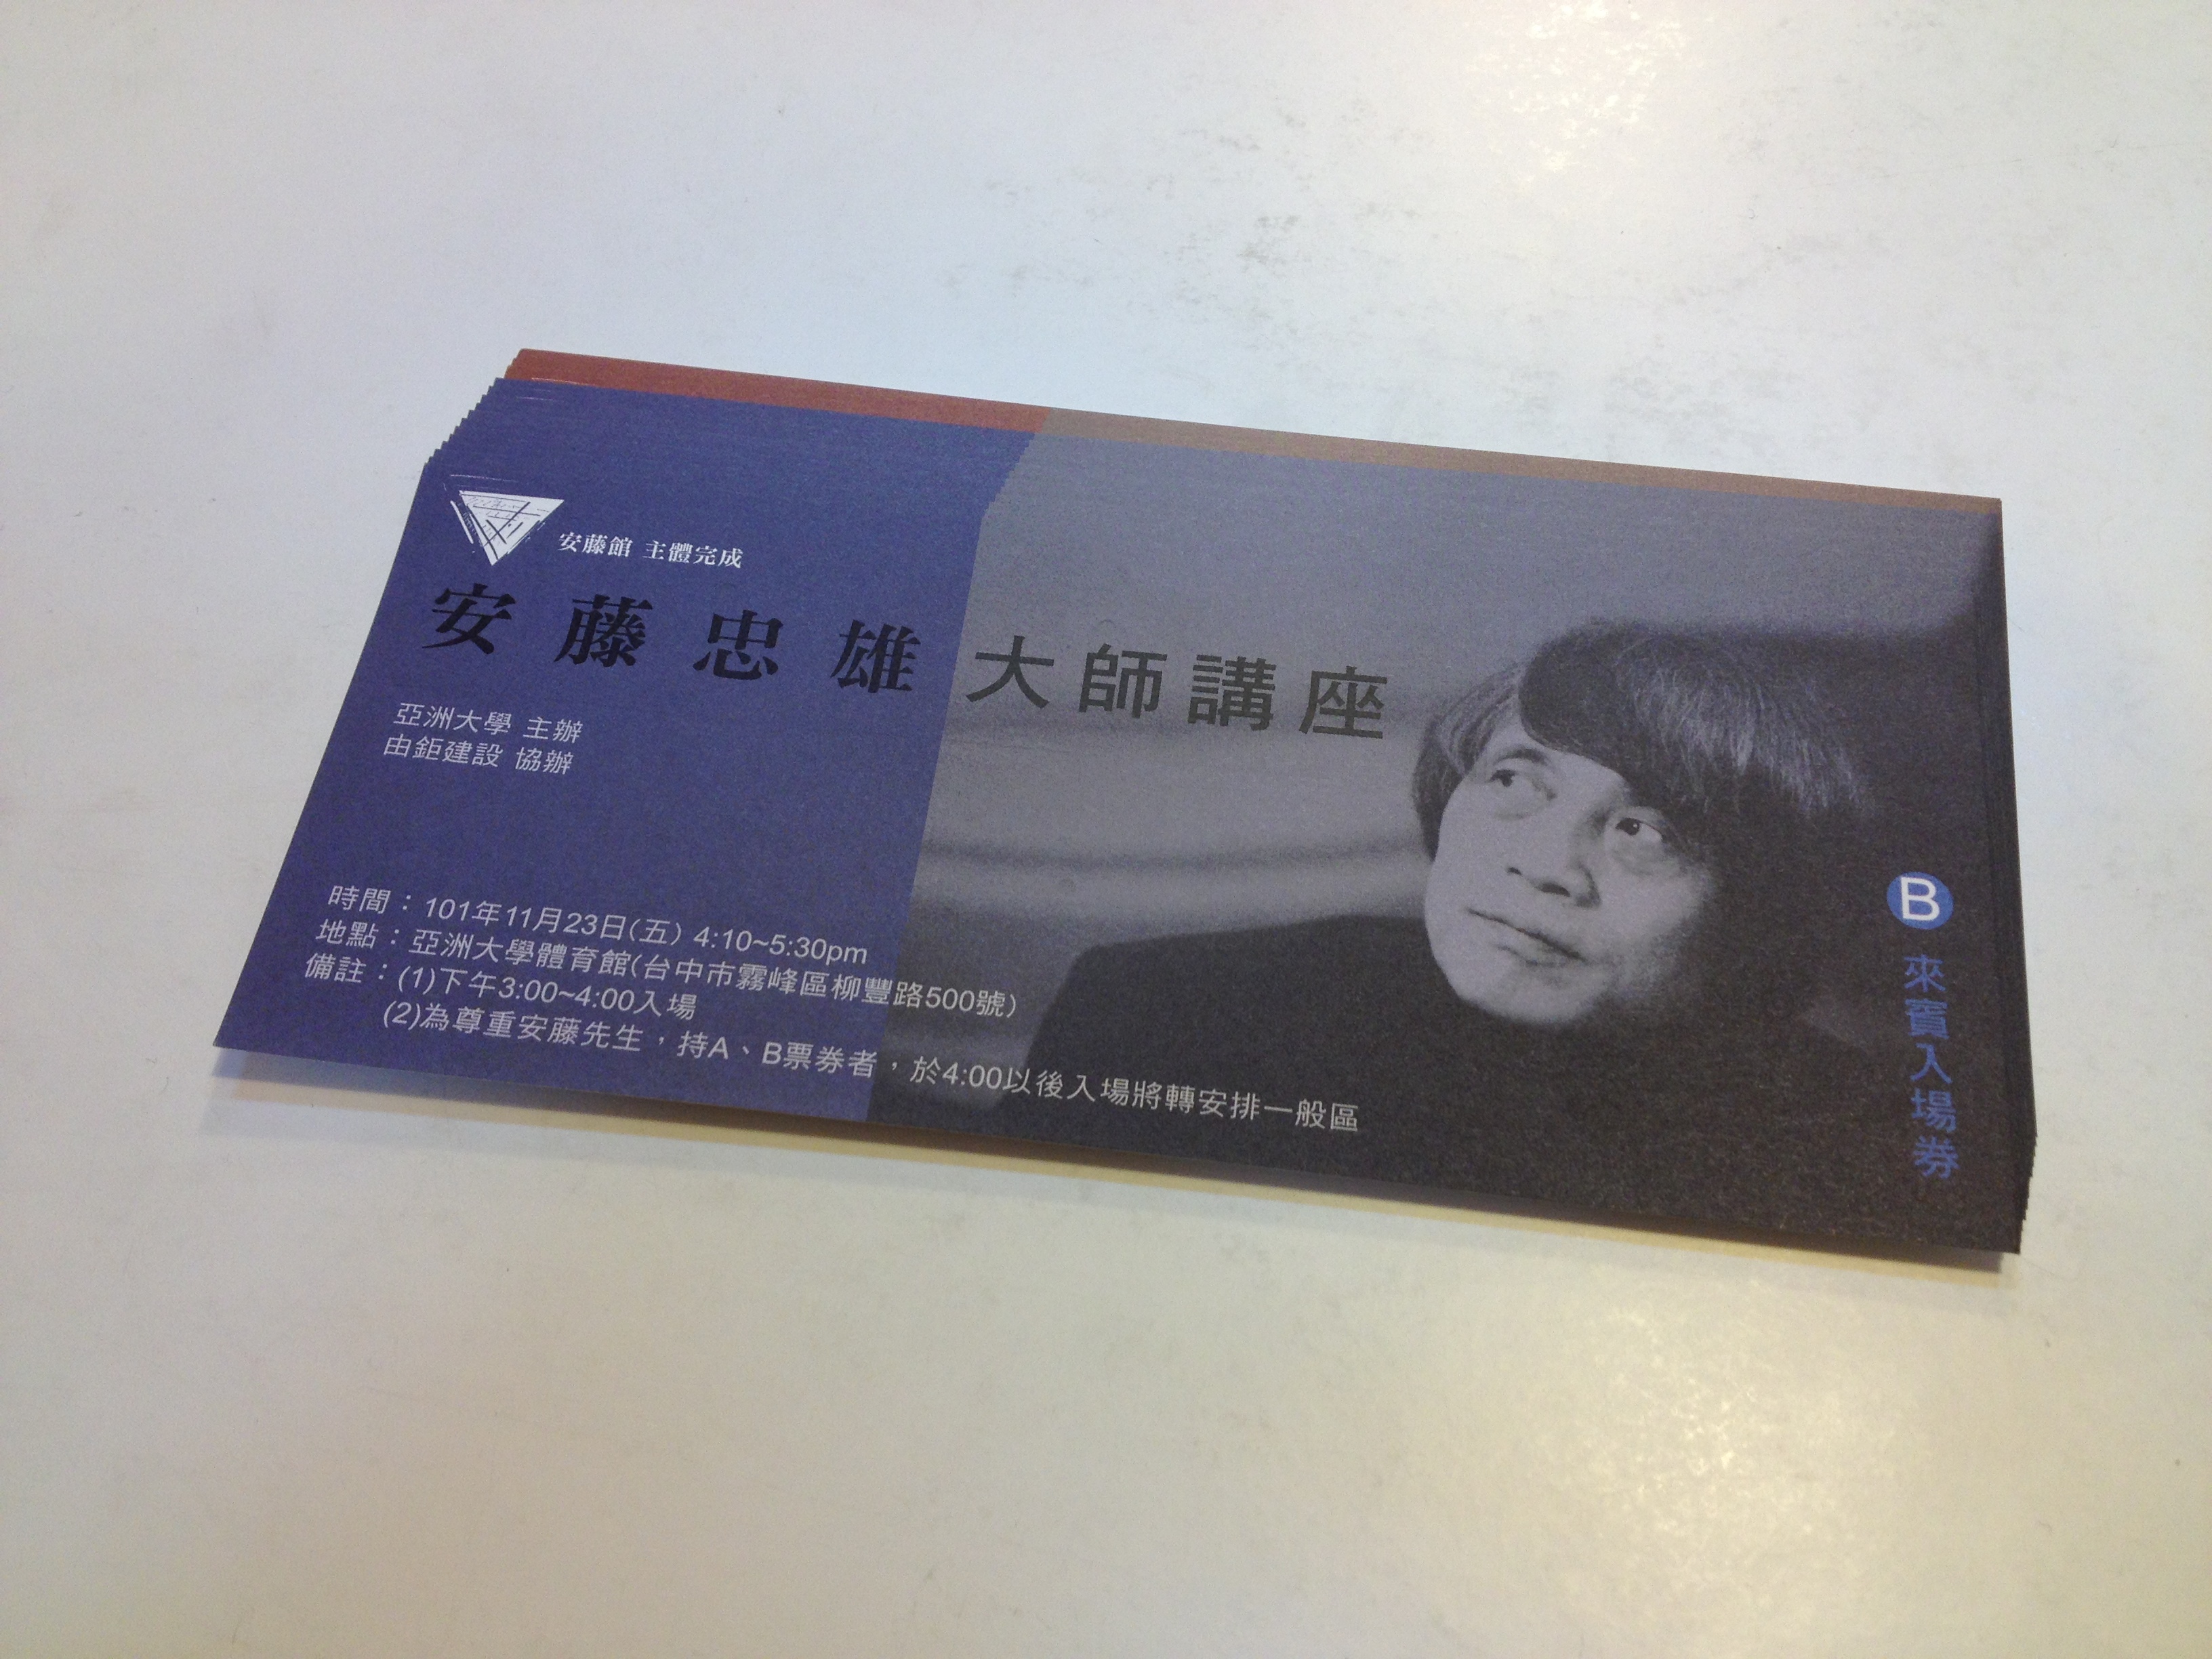 安藤館 主體完成
安藤忠雄大師講座
亞洲大學 主辦
由鉅建設 協辦
時間：101年11月23日(五) 4:10~5:30pm
地點：亞洲大學體育館(台中市霧峰區柳豐路500號)
備註：(1)下午3:00~4:00入場
(2)為尊重安藤先生，持A、B票券者，於4:00以後入場將轉安排一般區
B
來賓入場券